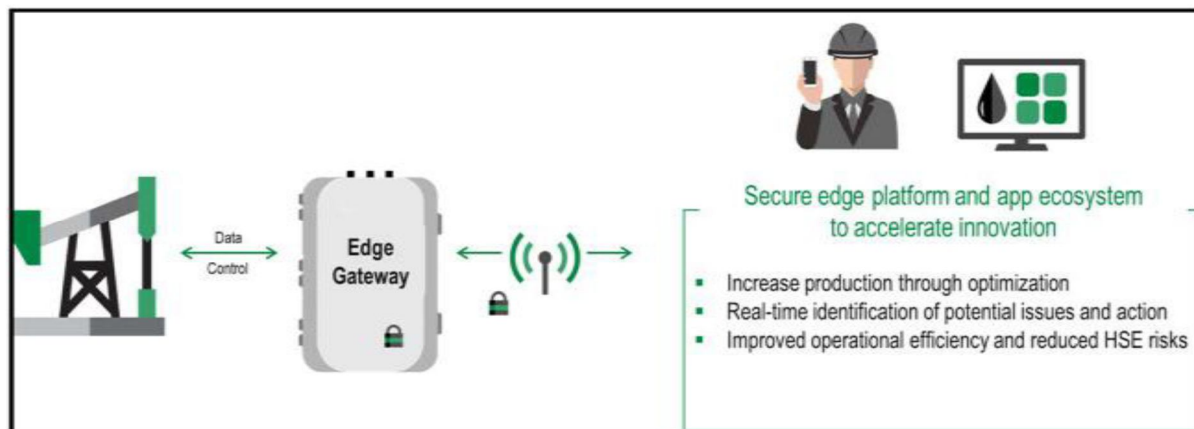 Data
Control
Edge
Gateway
Secure edge platform and app ecosystem
to accelerate innovation
▪ Increase production through optimization
▪ Real-time identification of potential issues and action
▪ Improved operational efficiency and reduced HSE risks